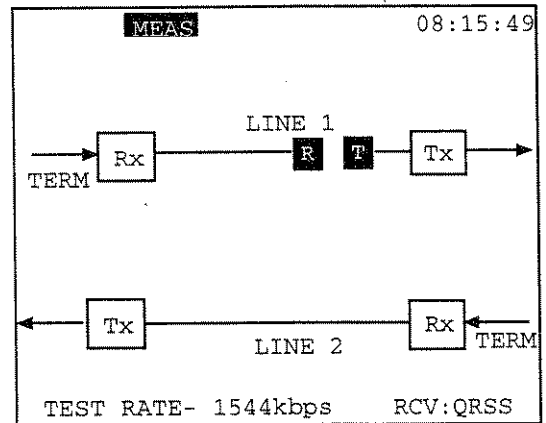 MEAS 08:15:49
LINE 1
Rx R T Tx
TERM
Tx Rx
TERM
LINE 2
TEST RATE- 1544kbps RCV:QRSS